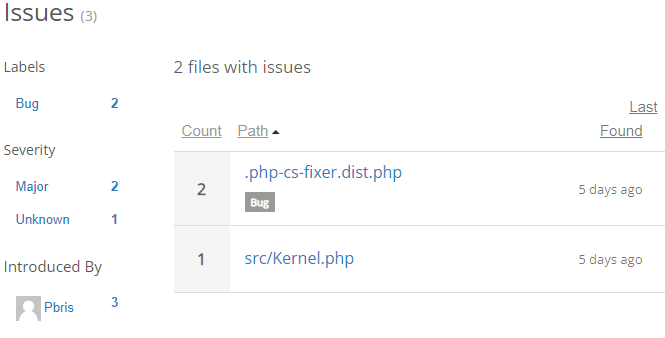 Issues (3)
Labels
Bug 2
Severity
Major 2
Unknown 1
Introduced By
Pbris 3
2 files with issues
Count Path Last Found
2 .php-cs-fixer.dist.php 5 days ago
Bug
1 src/Kernel.php 5 days ago